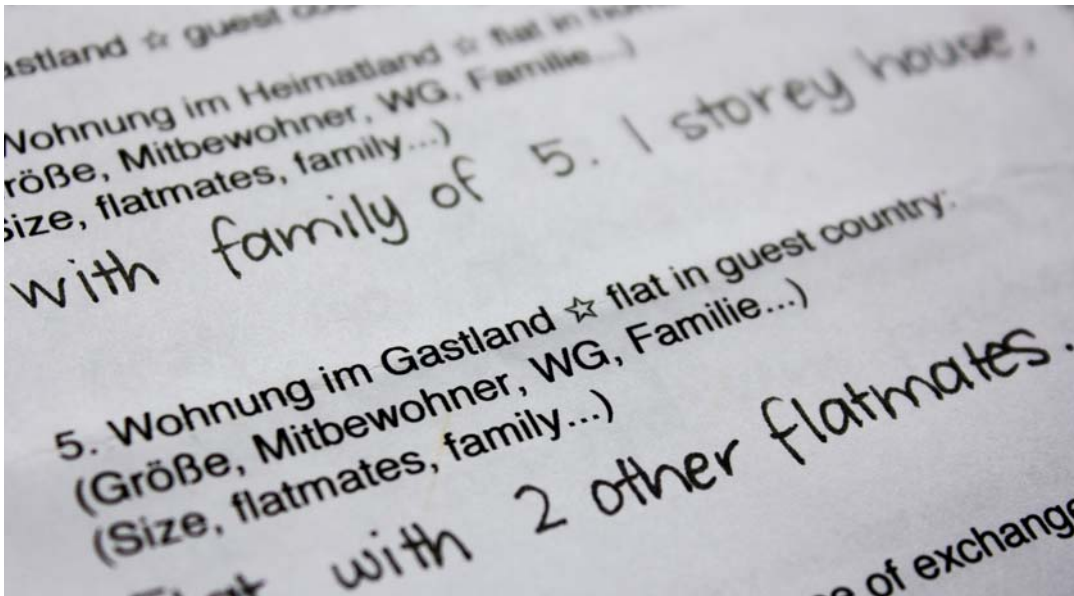 ☆ guest
Wohnung im Heimatland ☆ flat in
Größe, Mitbewohner, WG, Familie...)
Size, flatmates, family...)
with family of 5. 1 storey house,
5. Wohnung im Gastland ☆ flat in guest country:
(Größe, Mitbewohner, WG, Familie...)
(Size, flatmates, family...)
Flat with 2 other flatmates.
of exchange